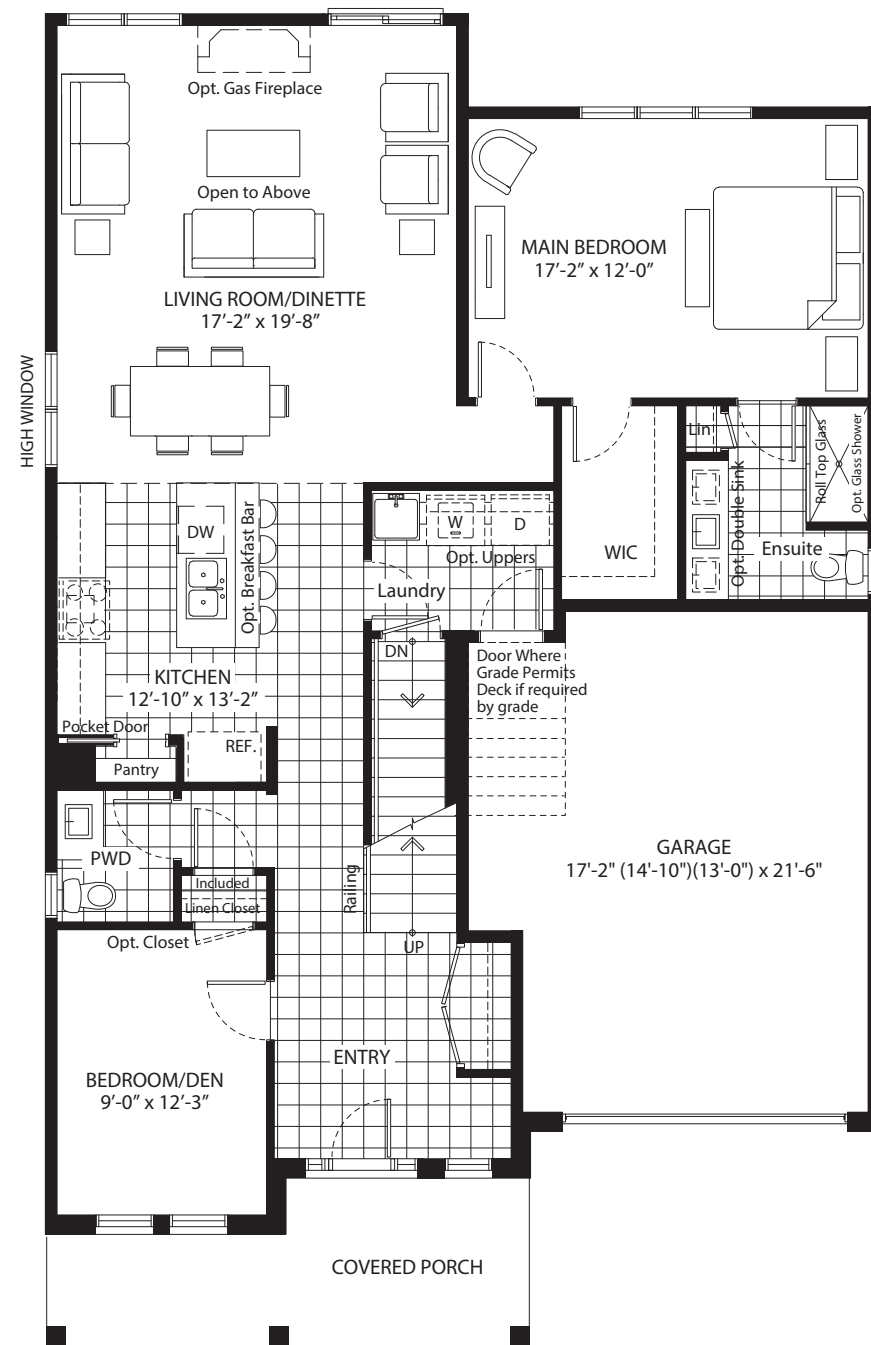 Opt. Gas Fireplace
Open to Above
LIVING ROOM/DINETTE
17’-2” x 19’-8”
MAIN BEDROOM
17’-2” x 12’-0”
HIGH WINDOW
Lin
Roll Top Glass
Opt. Glass Shower
Opt. Double Sink
Ensuite
WIC
W
D
Opt. Uppers
Laundry
DW
Opt. Breakfast Bar
KITCHEN
12’-10” x 13’-2”
DN
Door Where
Grade Permits
Deck if required
by grade
Pocket Door
REF.
Pantry
PWD
Included
Linen Closet
Railing
GARAGE
17'-2" (14'-10")(13'-0") x 21'-6"
Opt. Closet
UP
ENTRY
BEDROOM/DEN
9’-0” x 12’-3”
COVERED PORCH